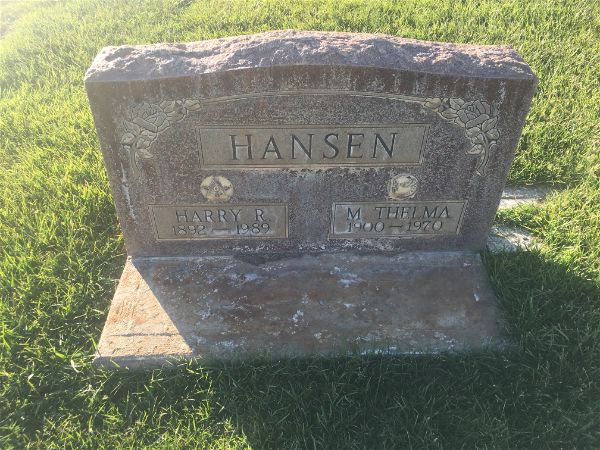 HANSEN
HARRY R.
1892 — 1989
M. THELMA
1900 — 1970